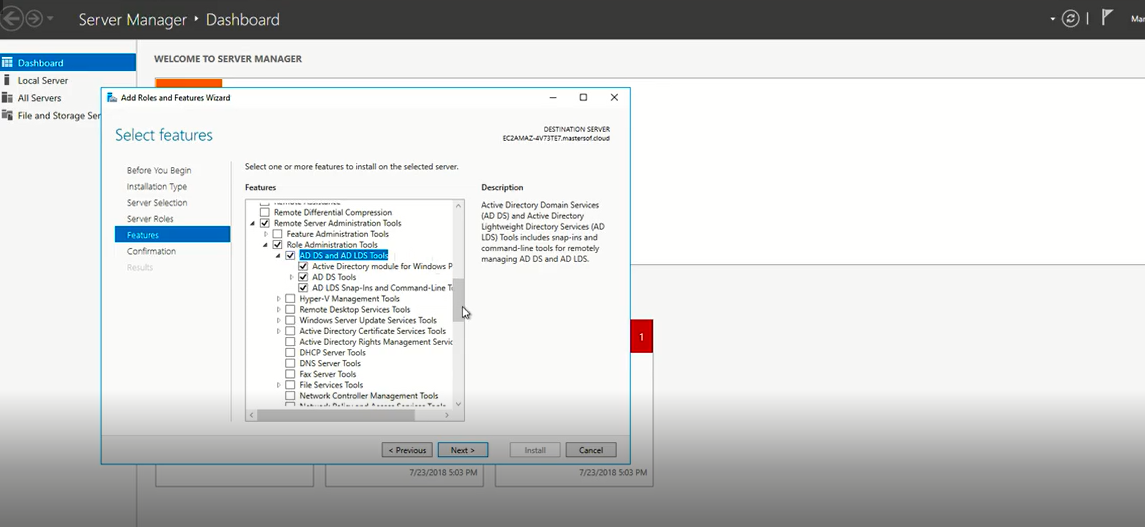 Server Manager ‣ Dashboard
Dashboard
Local Server
All Servers
File and Storage Ser
WELCOME TO SERVER MANAGER
Add Roles and Features Wizard
Select features
DESTINATION SERVER
EC2AMAZ-4V73TE7.mastersof.cloud
Before You Begin
Installation Type
Server Selection
Server Roles
Features
Confirmation
Results
Select one or more features to install on the selected server.
Features
Remote Assistance
Remote Differential Compression
Remote Server Administration Tools
Feature Administration Tools
Role Administration Tools
AD DS and AD LDS Tools
Active Directory module for Windows P
AD DS Tools
AD LDS Snap-Ins and Command-Line T
Hyper-V Management Tools
Remote Desktop Services Tools
Windows Server Update Services Tools
Active Directory Certificate Services Tools
Active Directory Rights Management Servic
DHCP Server Tools
DNS Server Tools
Fax Server Tools
File Services Tools
Network Controller Management Tools
Network Policy and Access Services Tools
Description
Active Directory Domain Services
(AD DS) and Active Directory
Lightweight Directory Services (AD
LDS) Tools includes snap-ins and
command-line tools for remotely
managing AD DS and AD LDS.
< Previous
Next >
Install
Cancel
1
7/23/2018 5:03 PM
7/23/2018 5:03 PM